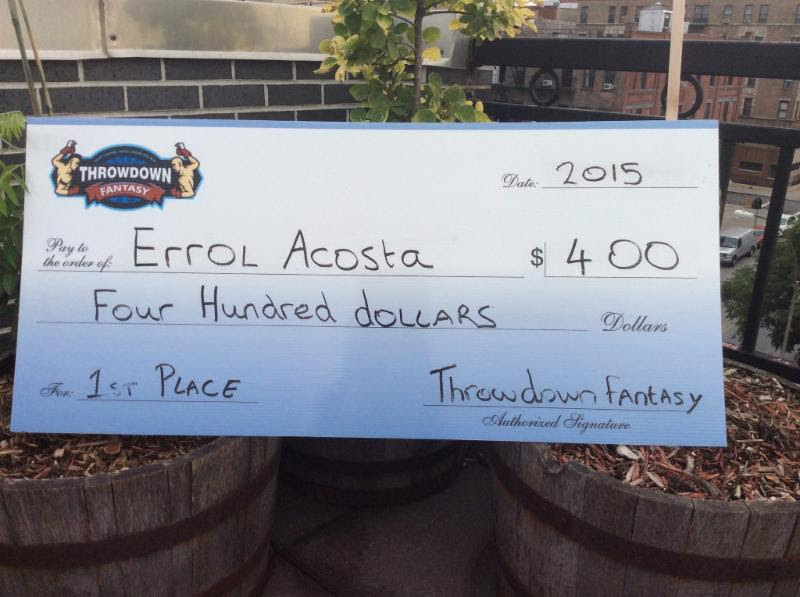 THROWDOWN
FANTASY
Date: 2015
Pay to
the order of: Errol Acosta $ 400
Four Hundred dollars Dollars
For: 1st Place Throwdown Fantasy
Authorized Signature